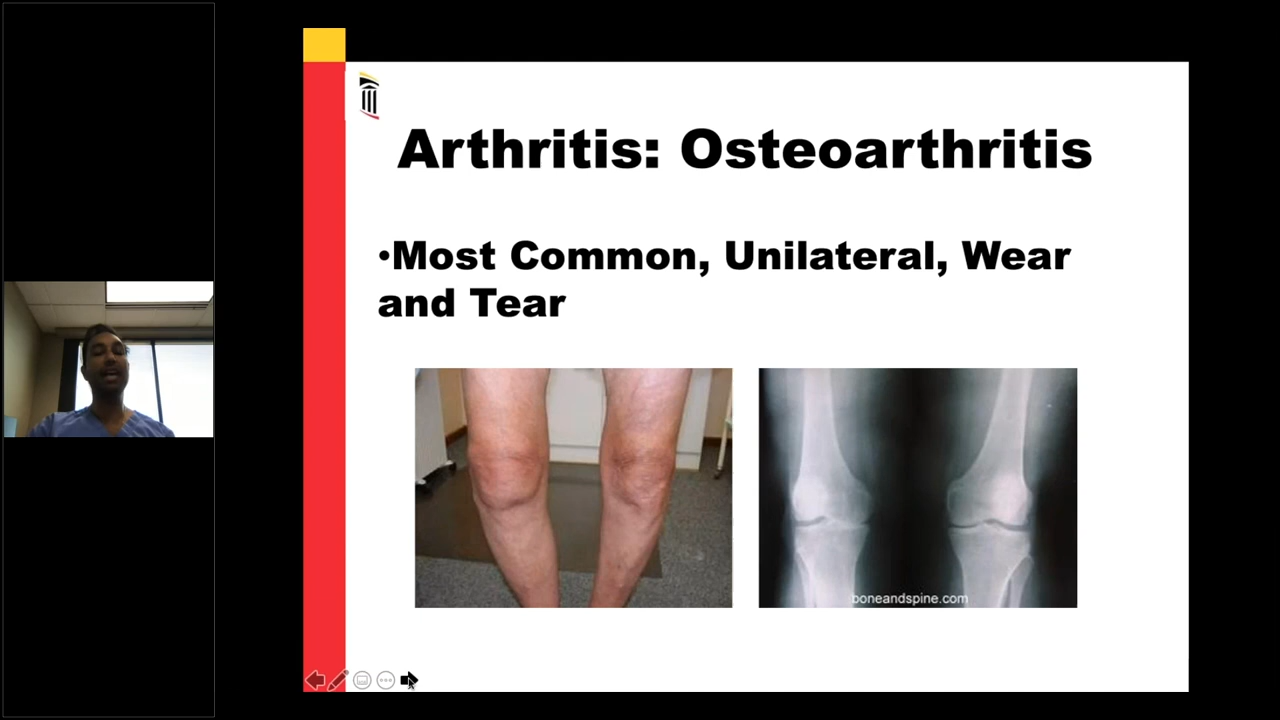 Arthritis: Osteoarthritis
•Most Common, Unilateral, Wear
and Tear
boneandspine.com